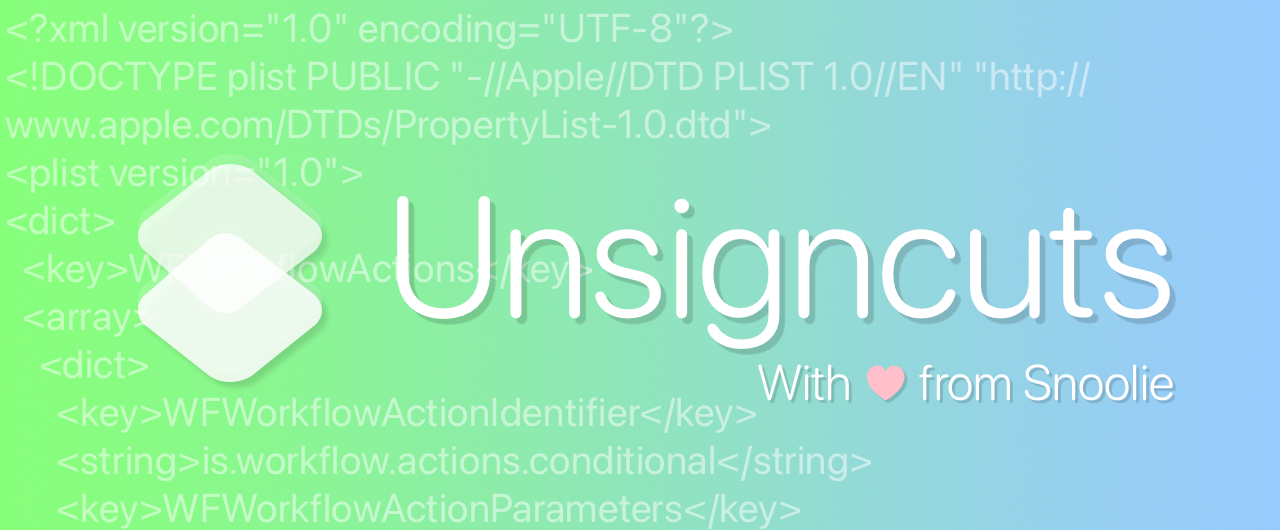 <?xml version="1.0" encoding="UTF-8"?>
<!DOCTYPE plist PUBLIC "-//Apple//DTD PLIST 1.0//EN" "http://
www.apple.com/DTDs/PropertyList-1.0.dtd">
<plist version="1.0">
<dict>
<key>WFWorkflowActions</key>
<array>
<dict>
<key>WFWorkflowActionIdentifier</key>
<string>is.workflow.actions.conditional</string>
<key>WFWorkflowActionParameters</key>
Unsigncuts
With 🩷 from Snoolie